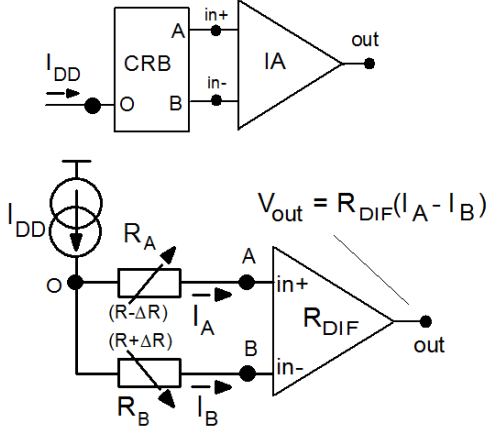 in+
A
I_DD
CRB
IA
out
in-
O
B
V_out = R_DIF(I_A - I_B)
I_DD
R_A
A
O
in+
(R-ΔR)
I_A
R_DIF
(R+ΔR)
B
out
in-
R_B
I_B